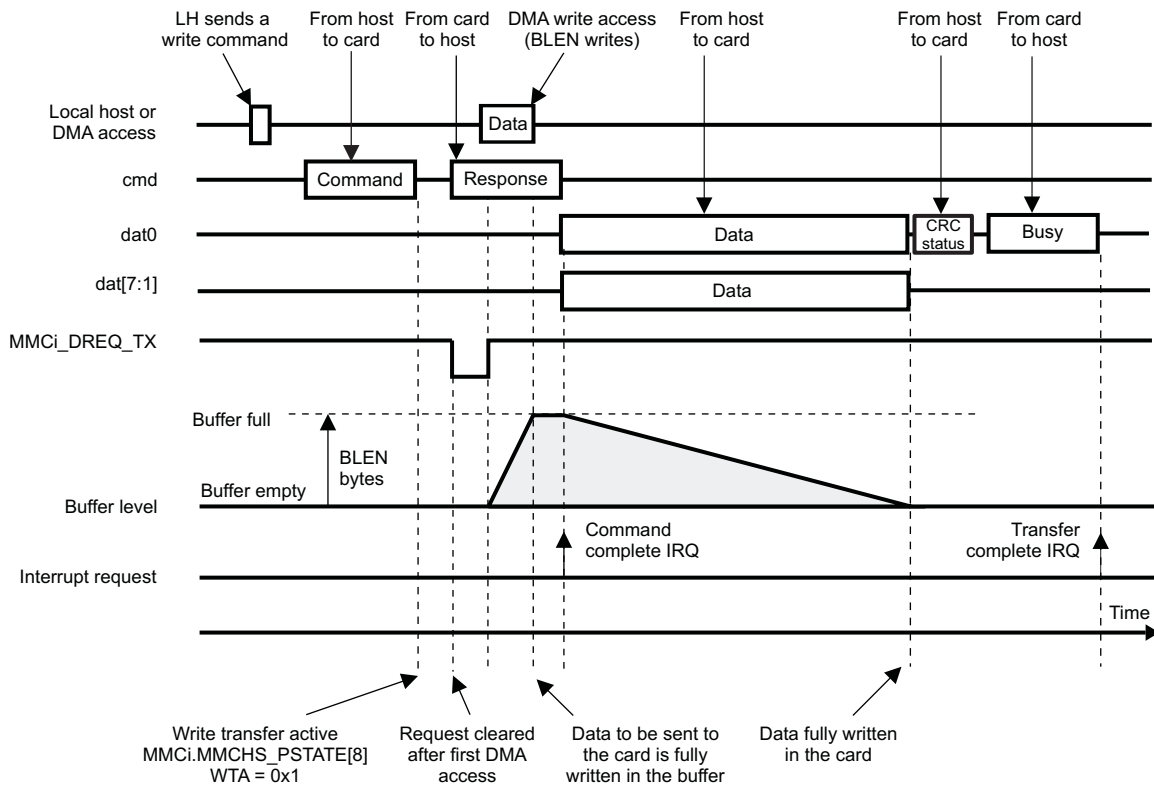 LH sends a
write command
From host
to card
From card
to host
DMA write access
(BLEN writes)
From host
to card
From host
to card
From card
to host
Local host or
DMA access
Data
cmd
Command
Response
dat0
Data
CRC
status
Busy
dat[7:1]
Data
MMCi_DREQ_TX
Buffer full
BLEN
bytes
Buffer empty
Buffer level
Command
complete IRQ
Transfer
complete IRQ
Interrupt request
Time
Write transfer active
MMCi.MMCHS_PSTATE[8]
WTA = 0x1
Request cleared
after first DMA
access
Data to be sent to
the card is fully
written in the buffer
Data fully written
in the card